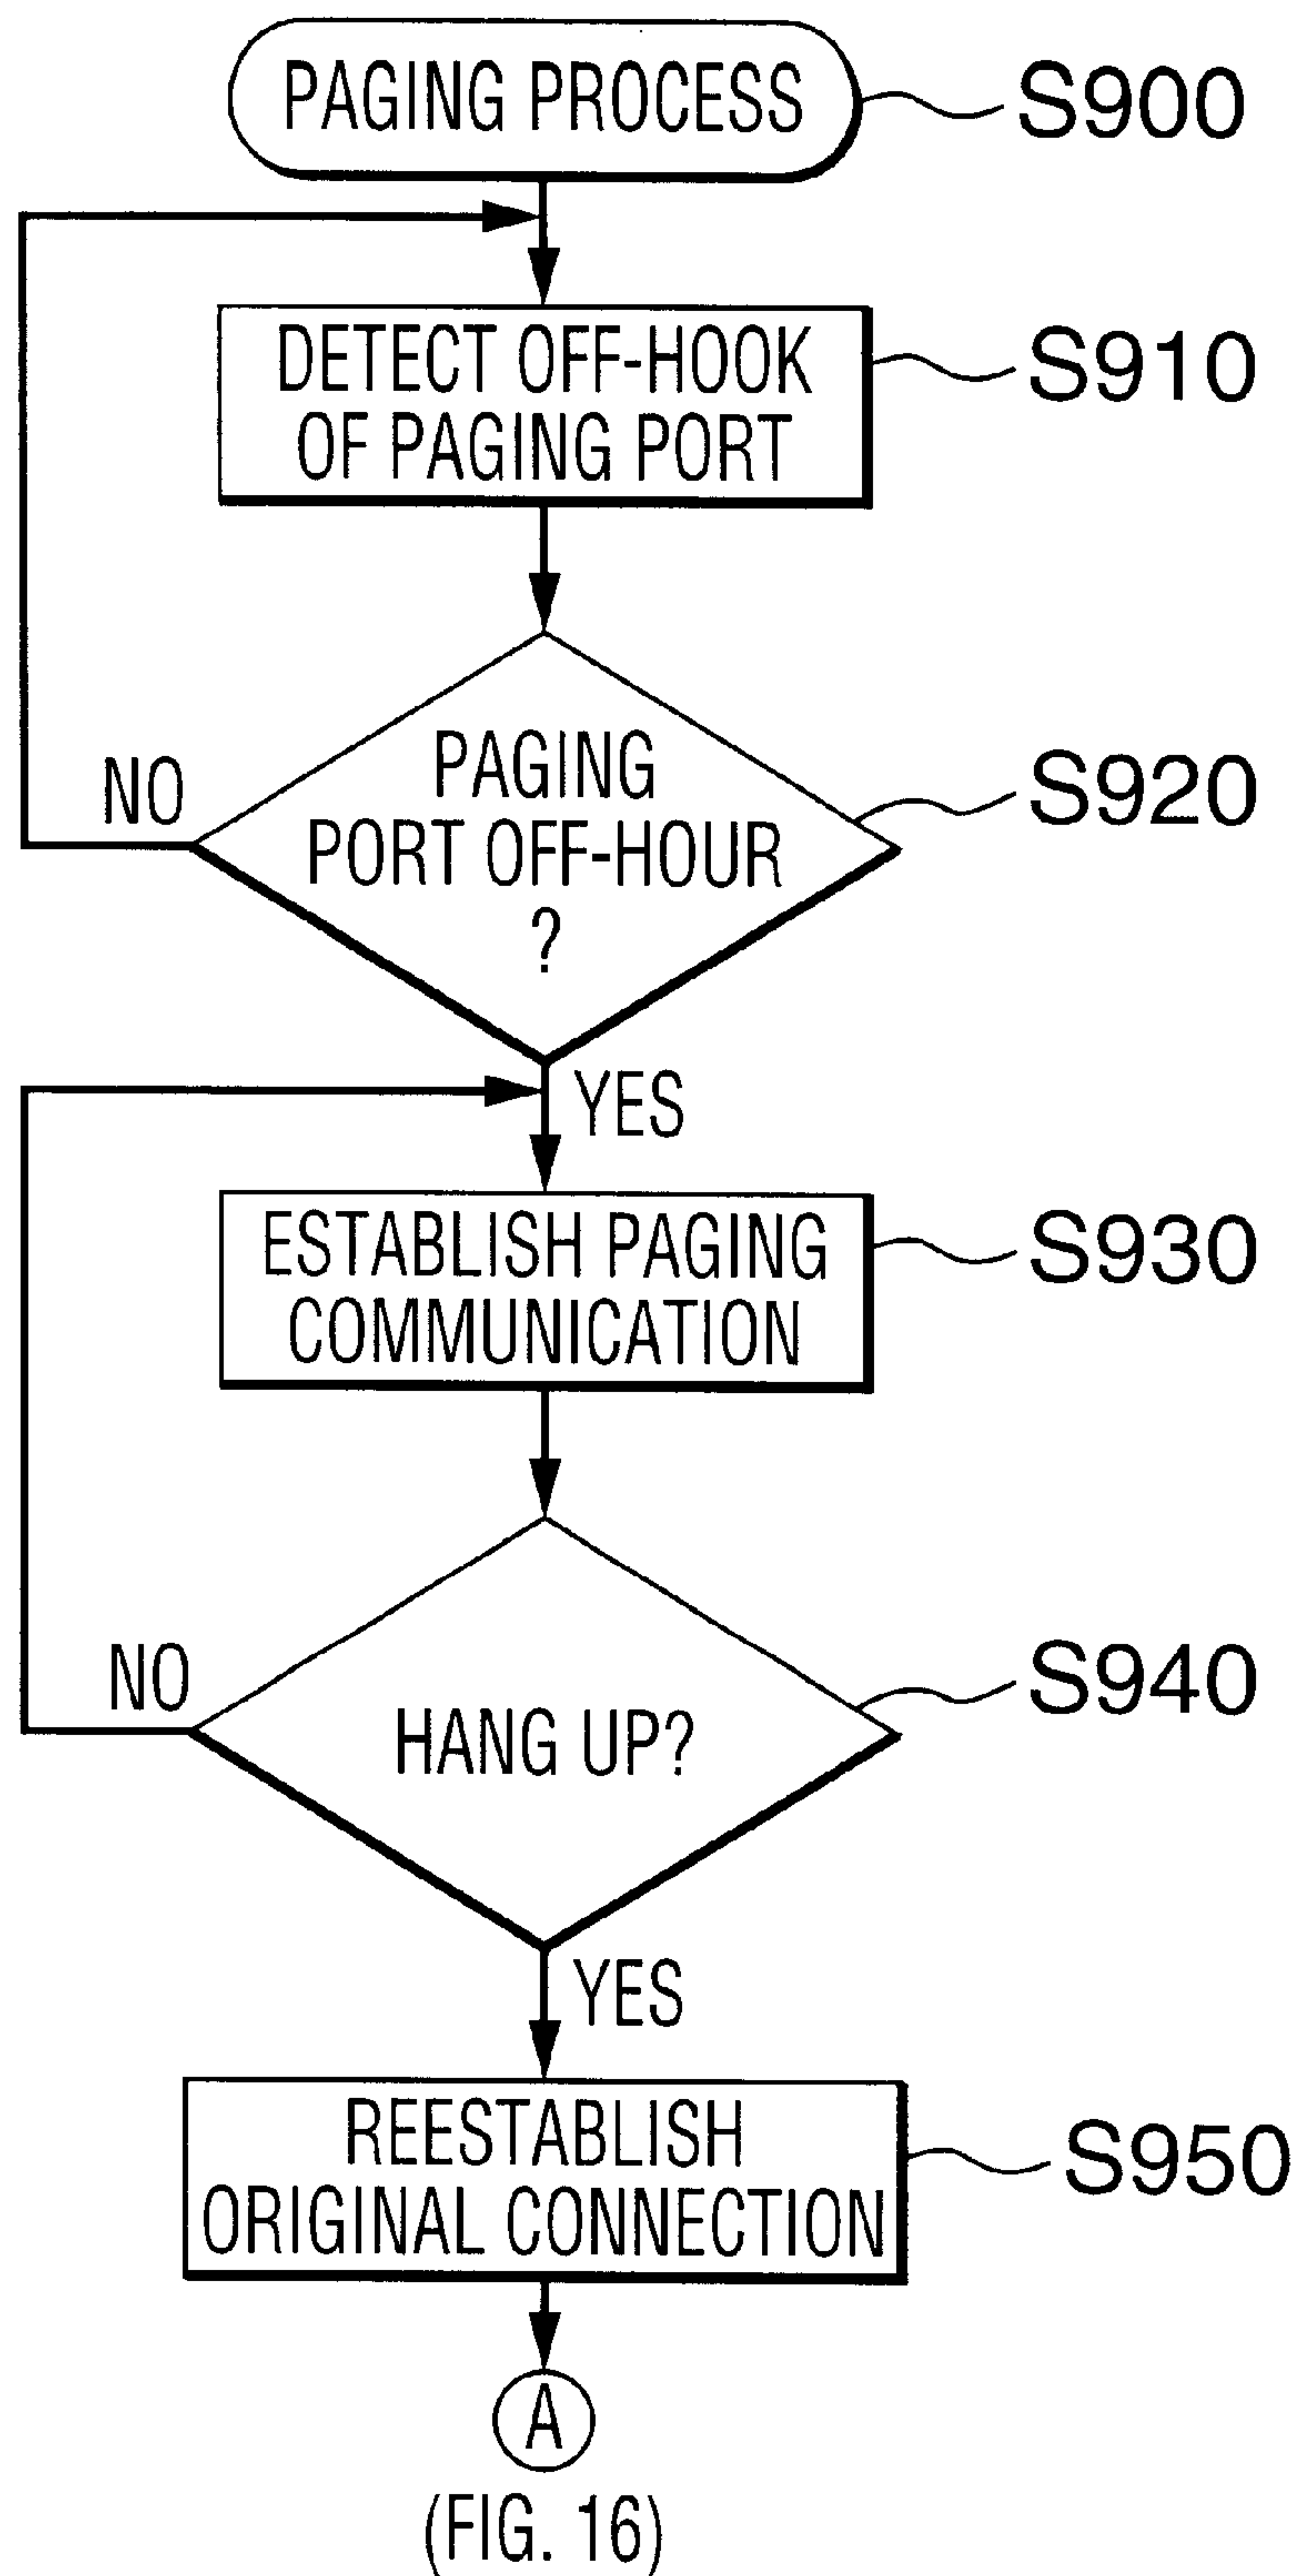 PAGING PROCESS
S900
DETECT OFF-HOOK
OF PAGING PORT
S910
PAGING
PORT OFF-HOUR
?
S920
NO
YES
ESTABLISH PAGING
COMMUNICATION
S930
HANG UP?
S940
NO
YES
REESTABLISH
ORIGINAL CONNECTION
S950
A
(FIG. 16)